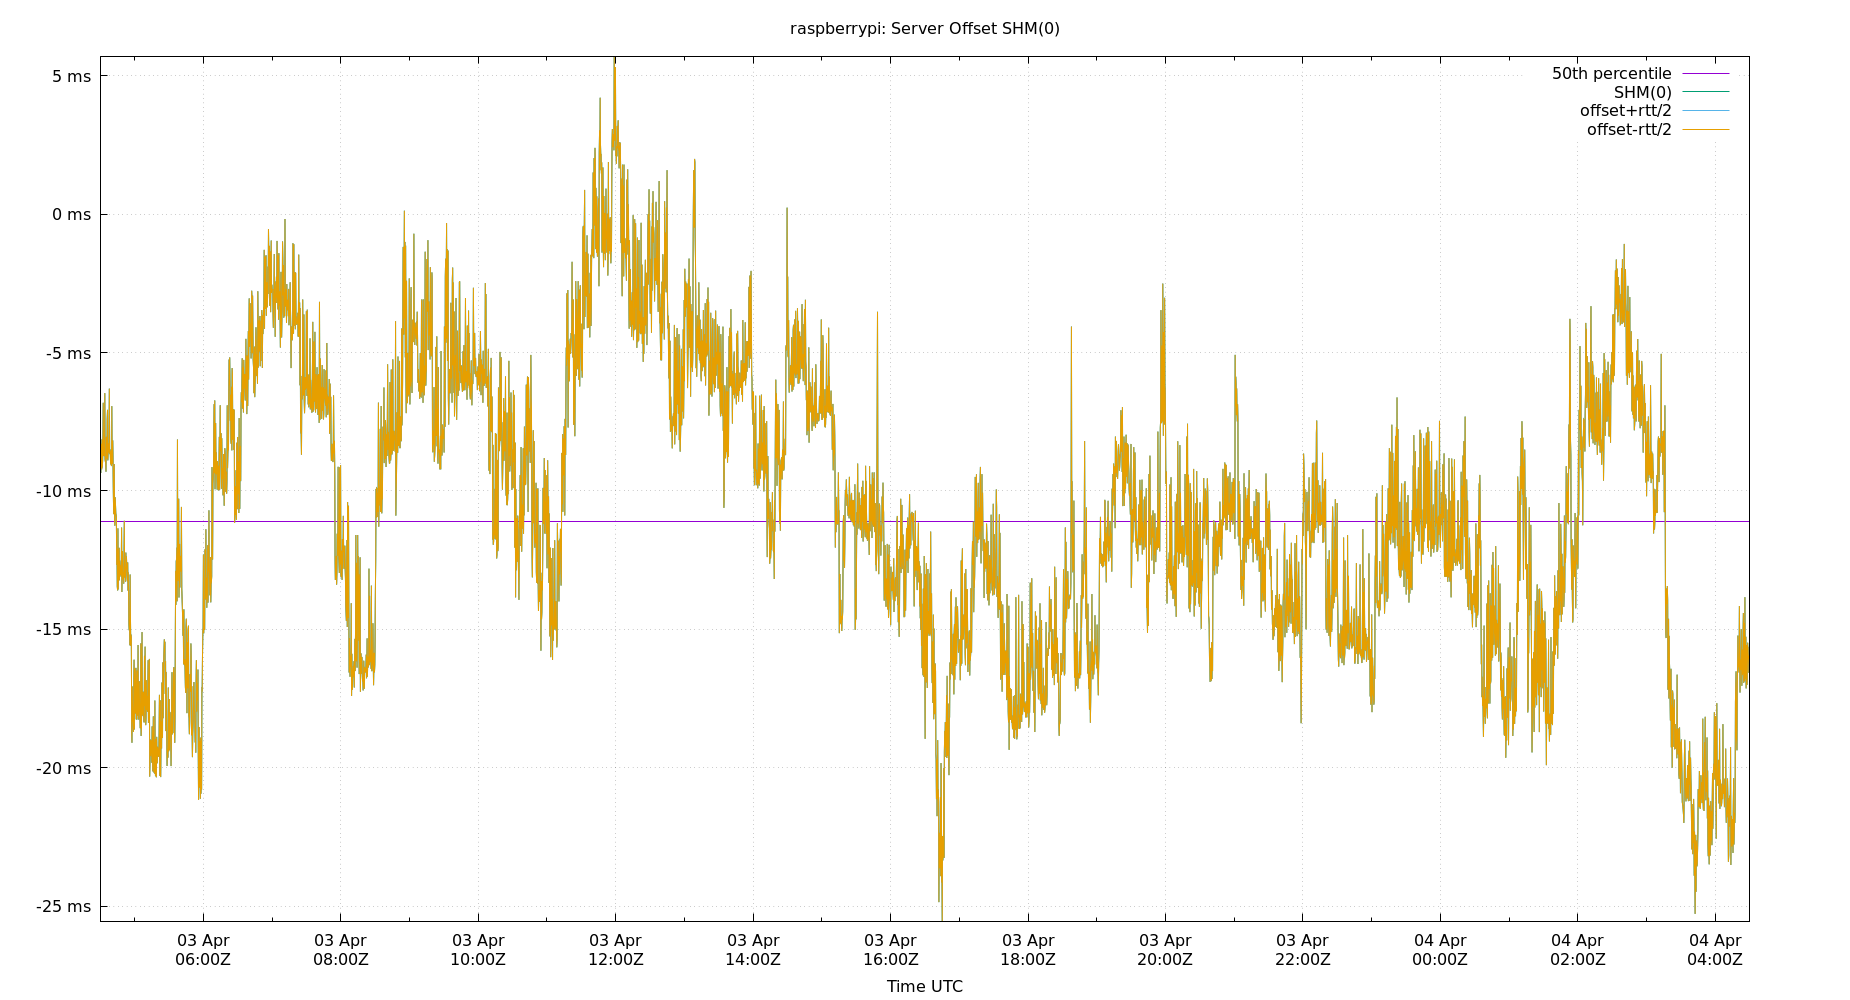 raspberrypi: Server Offset SHM(0)
50th percentile
SHM(0)
offset+rtt/2
offset-rtt/2
5 ms
0 ms
-5 ms
-10 ms
-15 ms
-20 ms
-25 ms
03 Apr 03 Apr 03 Apr 03 Apr 03 Apr 03 Apr 03 Apr 03 Apr 03 Apr 04 Apr 04 Apr 04 Apr
06:00Z 08:00Z 10:00Z 12:00Z 14:00Z 16:00Z 18:00Z 20:00Z 22:00Z 00:00Z 02:00Z 04:00Z
Time UTC